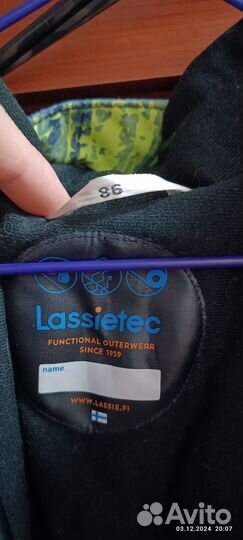 86
Lassietec
FUNCTIONAL OUTERWEAR
SINCE 1959
name
WWW.LASSIE.FI
Avito
03.12.2024 20:07